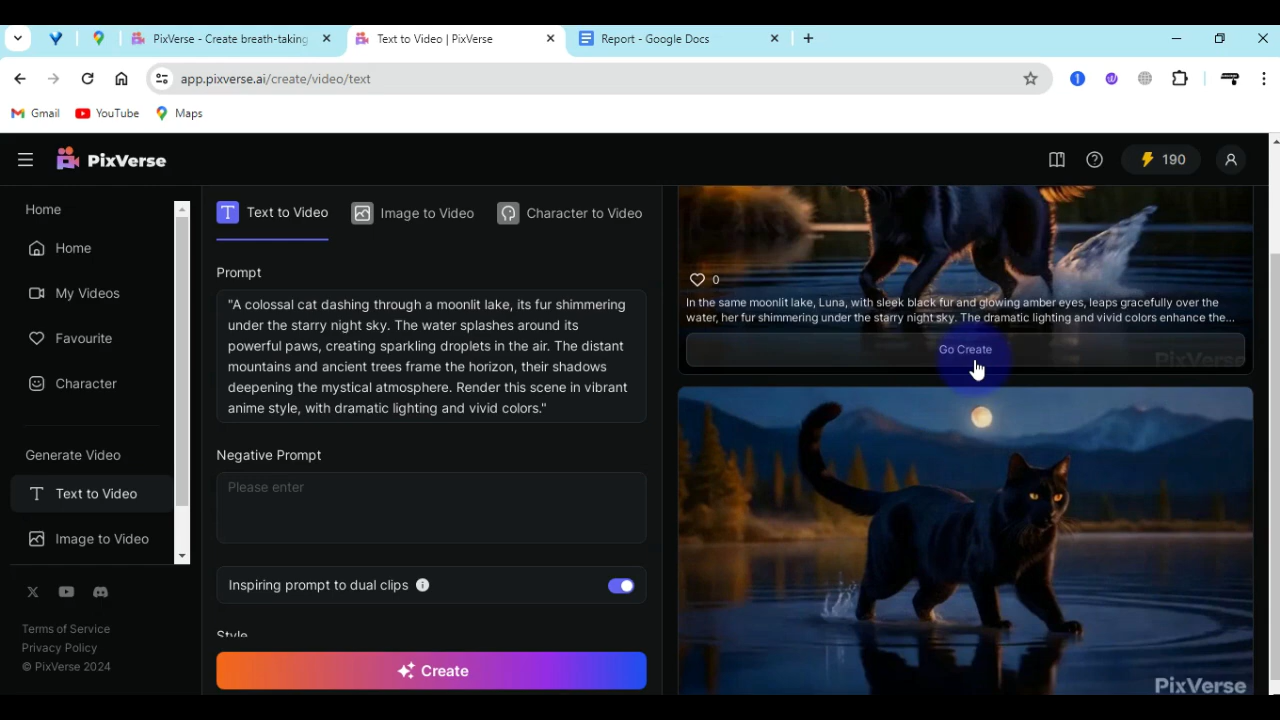 PixVerse - Create breath-taking
Text to Video | PixVerse
Report - Google Docs
app.pixverse.ai/create/video/text
Gmail
YouTube
Maps
PixVerse
190
Home
Home
My Videos
Favourite
Character
Generate Video
Text to Video
Image to Video
Terms of Service
Privacy Policy
© PixVerse 2024
Text to Video
Image to Video
Character to Video
Prompt
"A colossal cat dashing through a moonlit lake, its fur shimmering
under the starry night sky. The water splashes around its
powerful paws, creating sparkling droplets in the air. The distant
mountains and ancient trees frame the horizon, their shadows
deepening the mystical atmosphere. Render this scene in vibrant
anime style, with dramatic lighting and vivid colors."
Negative Prompt
Please enter
Inspiring prompt to dual clips
Style
Create
0
In the same moonlit lake, Luna, with sleek black fur and glowing amber eyes, leaps gracefully over the
water, her fur shimmering under the starry night sky. The dramatic lighting and vivid colors enhance the...
Go Create
PixVerse
PixVerse